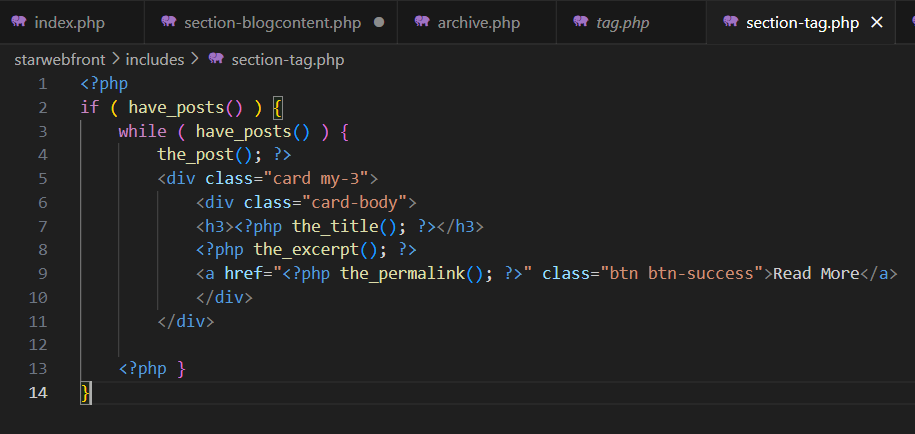 index.php section-blogcontent.php archive.php tag.php section-tag.php
starwebfront > includes > section-tag.php
1 <?php
2 if ( have_posts() ) {
3     while ( have_posts() ) {
4         the_post(); ?>
5         <div class="card my-3">
6             <div class="card-body">
7             <h3><?php the_title(); ?></h3>
8             <?php the_excerpt(); ?>
9             <a href="<?php the_permalink(); ?>" class="btn btn-success">Read More</a>
10             </div>
11         </div>
12
13     <?php }
14 }